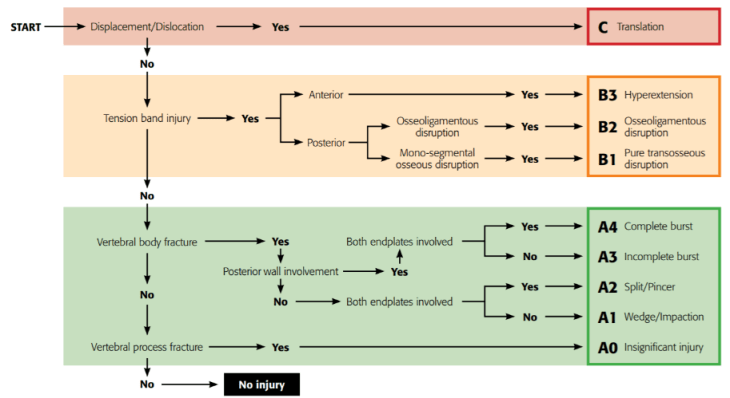 START Displacement/Dislocation Yes C Translation
No
Anterior Yes B3 Hyperextension
Tension band injury Yes
Osseoligamentous disruption Yes B2 Osseoligamentous disruption
Posterior
Mono-segmental osseous disruption Yes B1 Pure transosseous disruption
No
Yes A4 Complete burst
Vertebral body fracture Yes Both endplates involved
No A3 Incomplete burst
Posterior wall involvement Yes
Yes A2 Split/Pincer
No No Both endplates involved
No A1 Wedge/Impaction
Vertebral process fracture Yes A0 Insignificant injury
No No injury